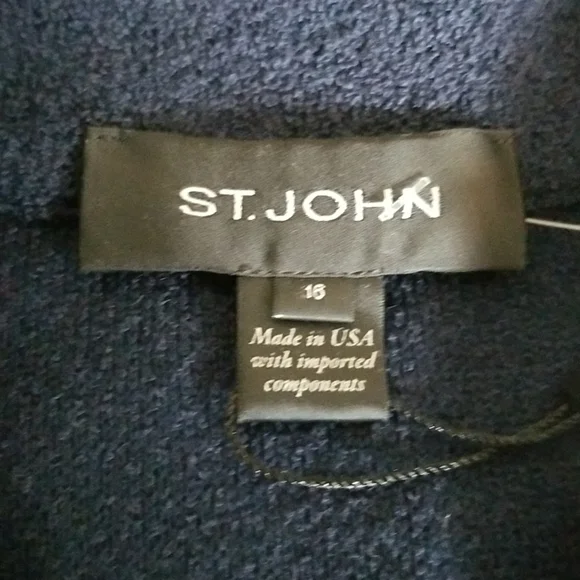 ST. JOHN
16
Made in USA
with imported
components